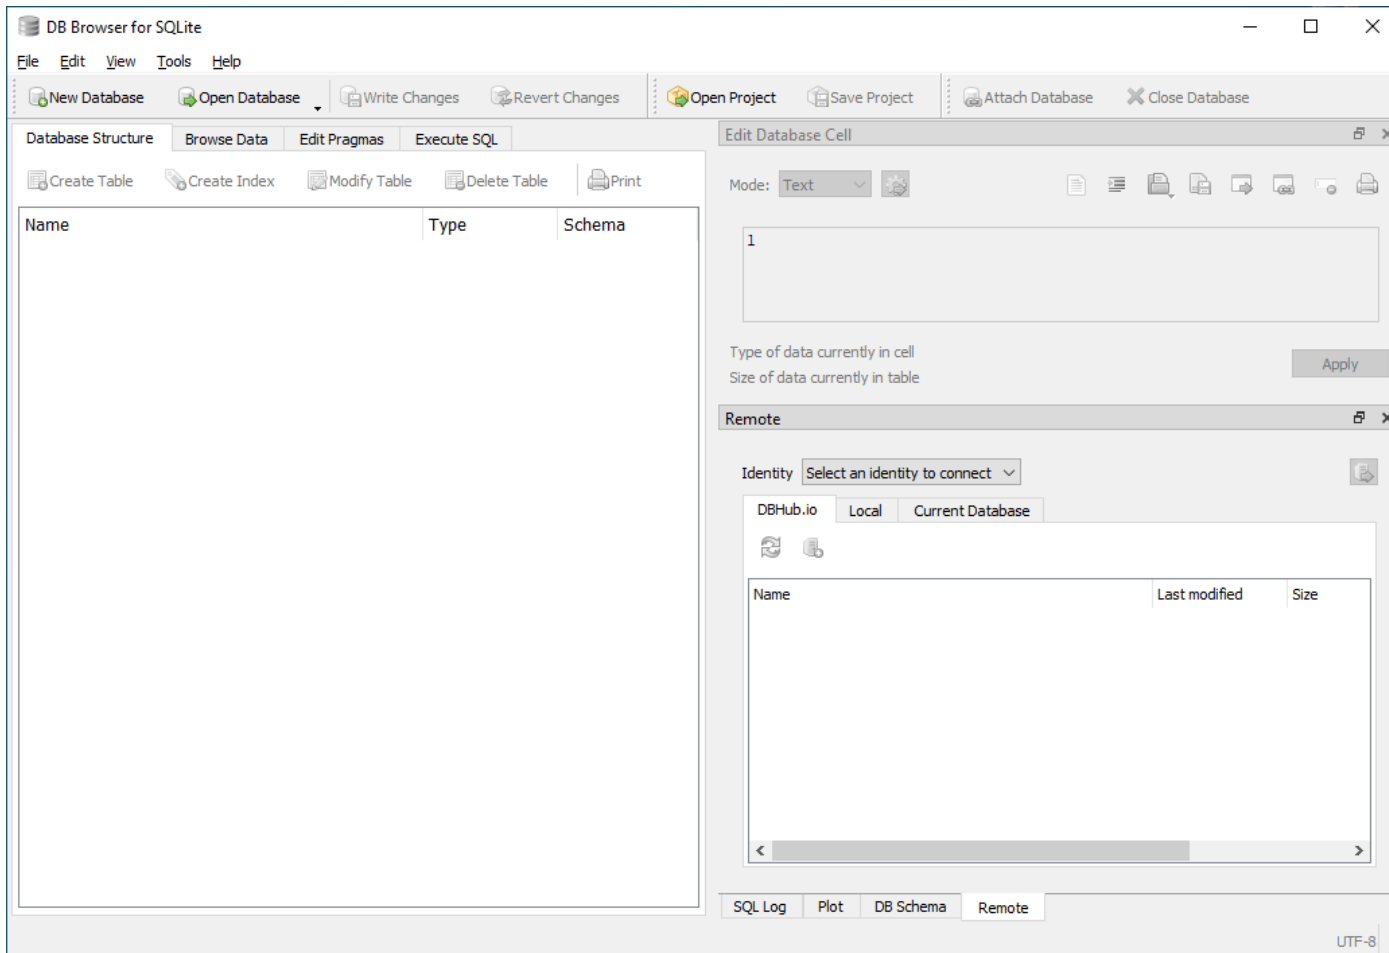 DB Browser for SQLite
File Edit View Tools Help
New Database Open Database Write Changes Revert Changes Open Project Save Project Attach Database Close Database
Database Structure Browse Data Edit Pragmas Execute SQL
Create Table Create Index Modify Table Delete Table Print
Name Type Schema
Edit Database Cell
Mode: Text
1
Type of data currently in cell
Size of data currently in table
Apply
Remote
Identity Select an identity to connect
DBHub.io Local Current Database
Name Last modified Size
SQL Log Plot DB Schema Remote
UTF-8